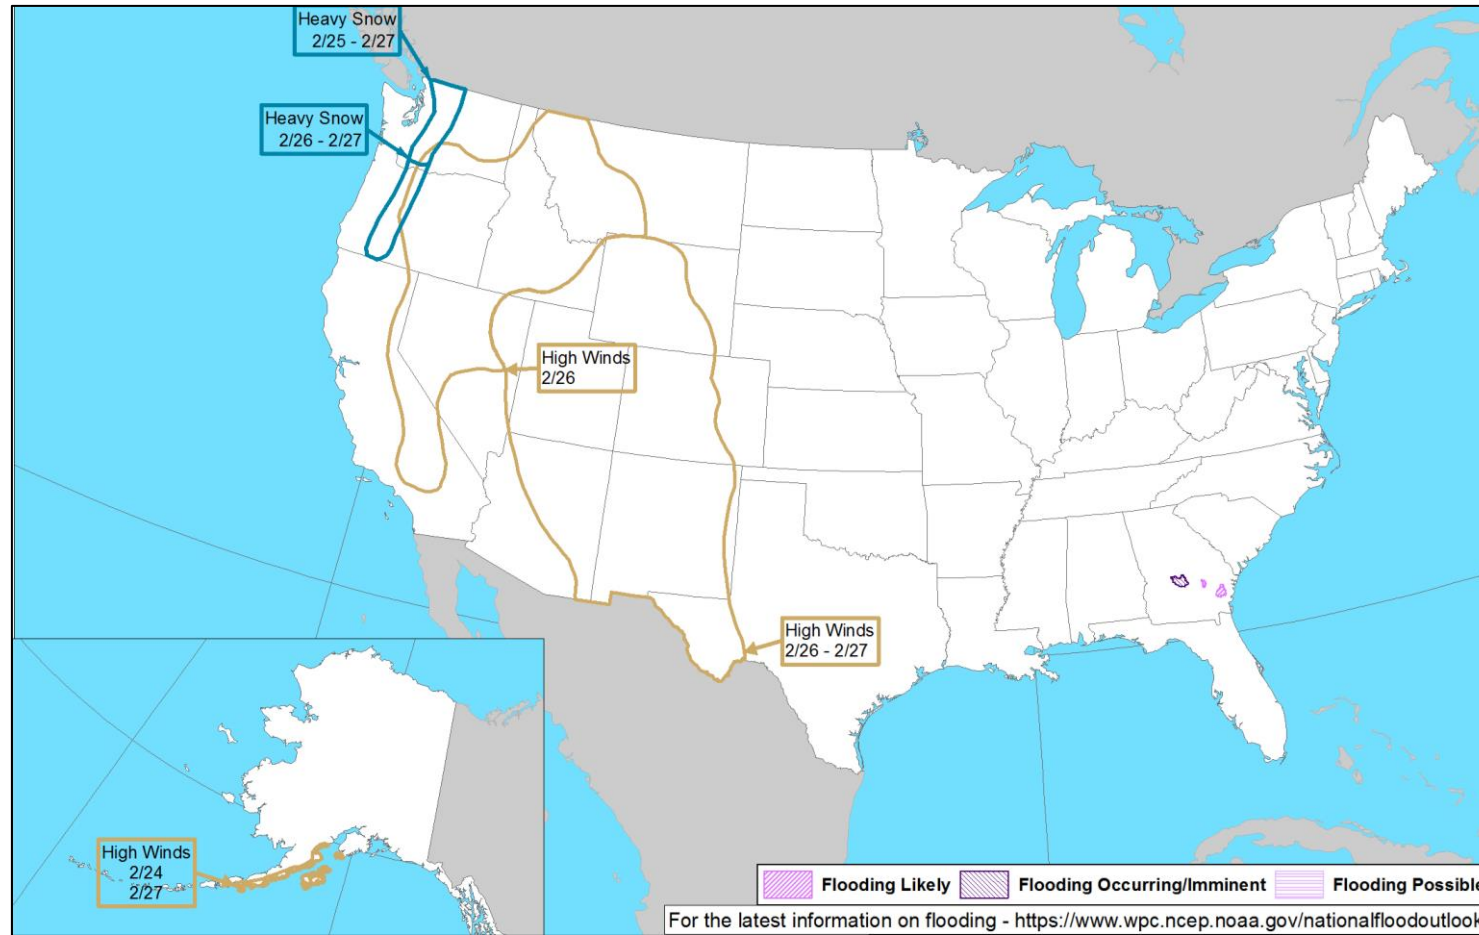 Heavy Snow
2/25 - 2/27
Heavy Snow
2/26 - 2/27
High Winds
2/26
High Winds
2/26 - 2/27
High Winds
2/24
2/27
Flooding Likely Flooding Occurring/Imminent Flooding Possible
For the latest information on flooding - https://www.wpc.ncep.noaa.gov/nationalfloodoutlook